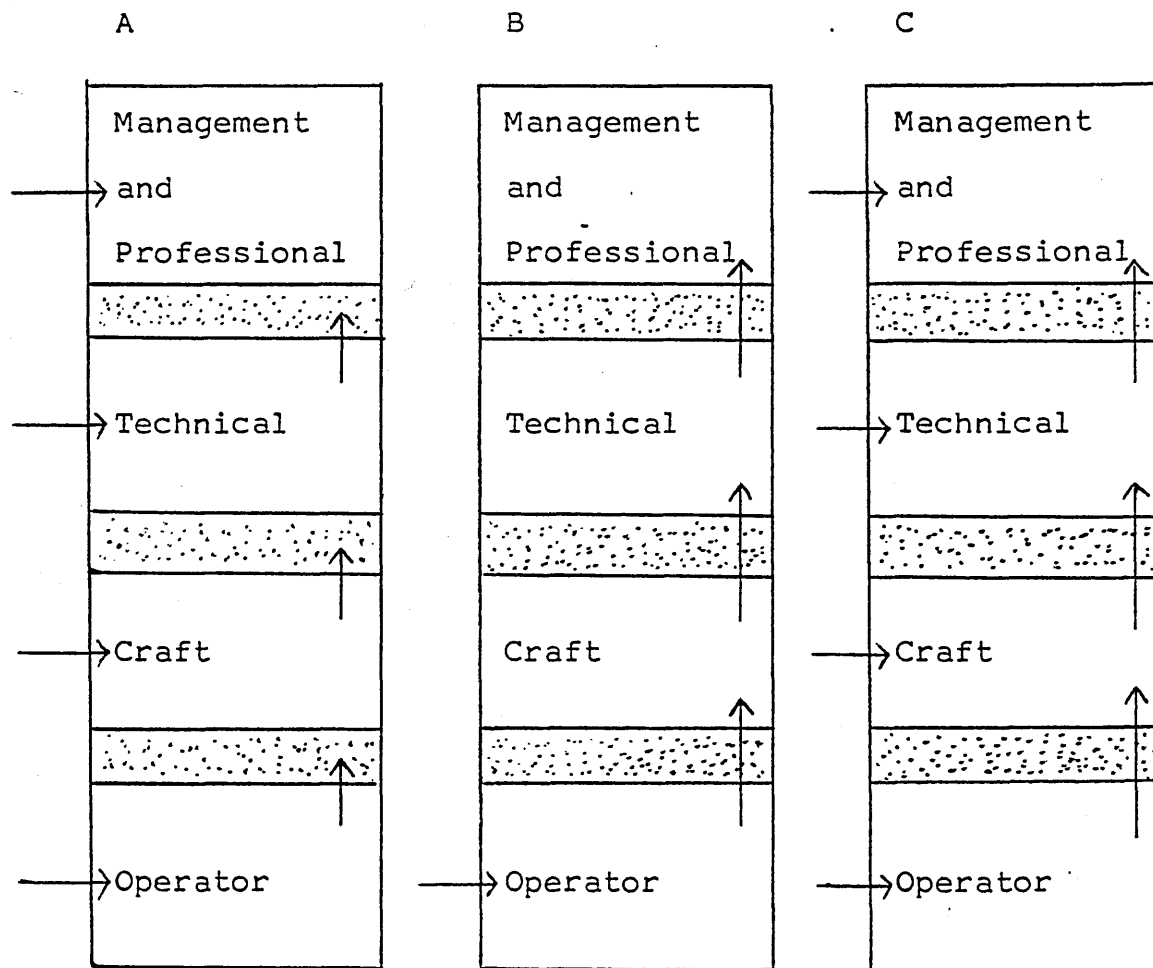 A
B
C
Management
and
Professional
Technical
Craft
Operator
Management
and
Professional
Technical
Craft
Operator
Management
and
Professional
Technical
Craft
Operator